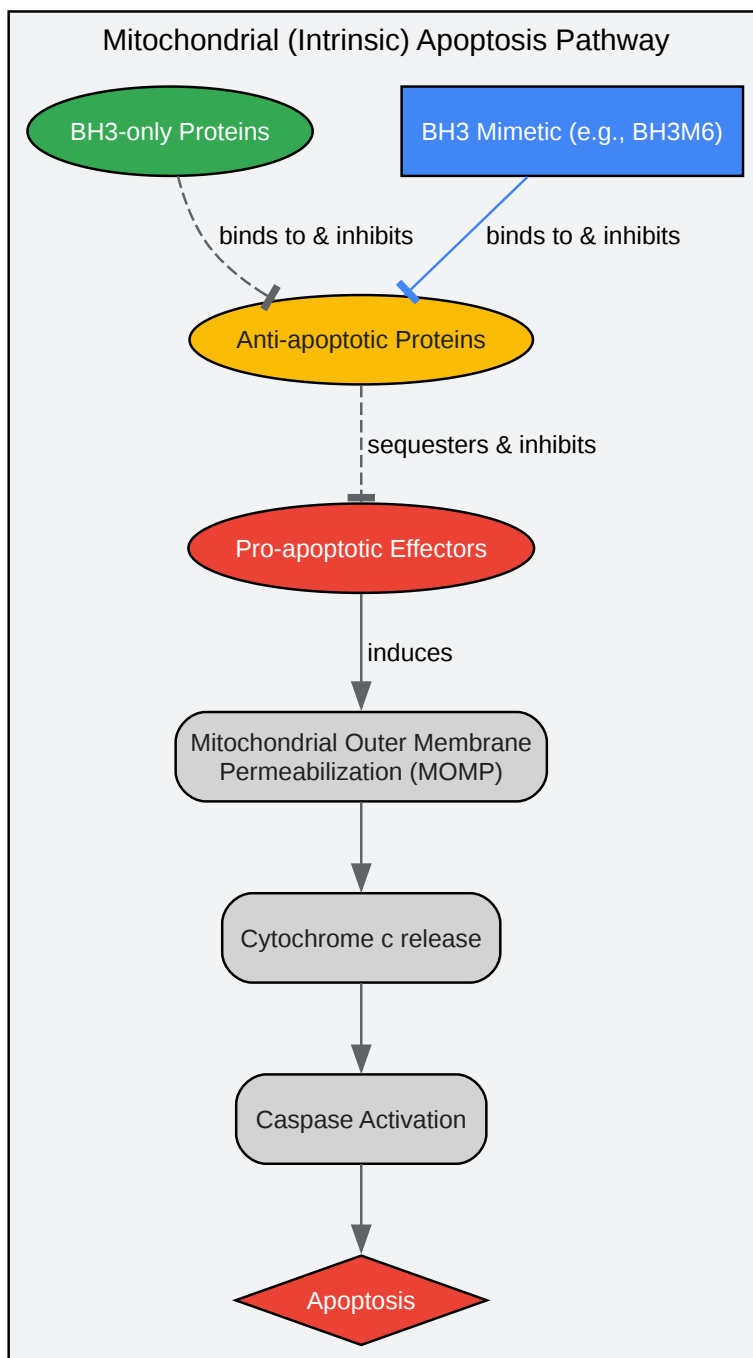 Mitochondrial (Intrinsic) Apoptosis Pathway
BH3-only Proteins
BH3 Mimetic (e.g., BH3M6)
binds to & inhibits
binds to & inhibits
Anti-apoptotic Proteins
sequesters & inhibits
Pro-apoptotic Effectors
induces
Mitochondrial Outer Membrane
Permeabilization (MOMP)
Cytochrome c release
Caspase Activation
Apoptosis